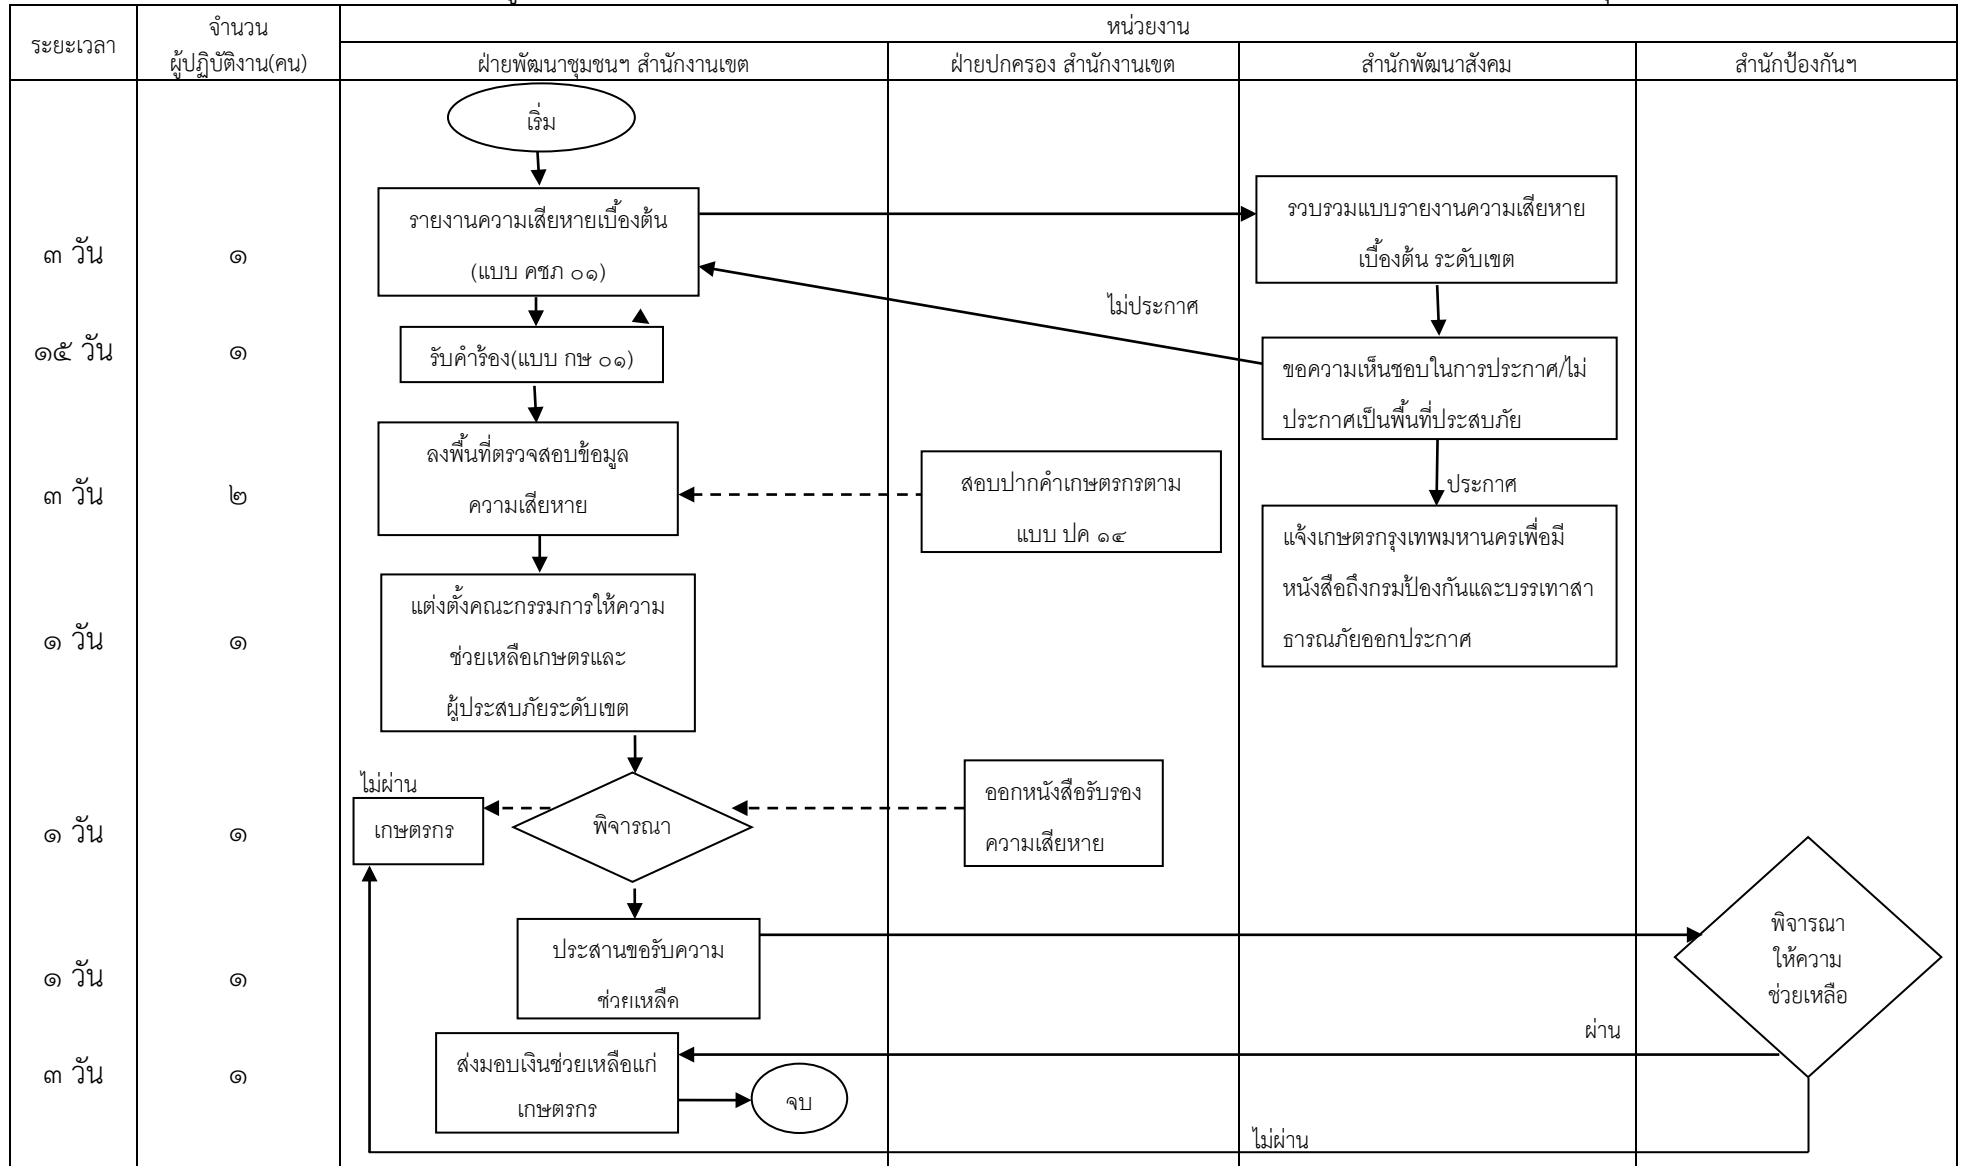 ระยะเวลา
จำนวน
ผู้ปฏิบัติงาน(คน)
หน่วยงาน
ฝ่ายพัฒนาชุมชนฯ สำนักงานเขต
ฝ่ายปกครอง สำนักงานเขต
สำนักพัฒนาสังคม
สำนักป้องกันฯ
เริ่ม
๓ วัน
๑
รายงานความเสียหายเบื้องต้น
(แบบ คชภ ๐๑)
รวบรวมแบบรายงานความเสียหาย
เบื้องต้น ระดับเขต
ไม่ประกาศ
๑๕ วัน
๑
รับคำร้อง(แบบ กษ ๐๑)
ขอความเห็นชอบในการประกาศ/ไม่
ประกาศเป็นพื้นที่ประสบภัย
ประกาศ
๓ วัน
๒
ลงพื้นที่ตรวจสอบข้อมูล
ความเสียหาย
สอบปากคำเกษตรกรตาม
แบบ ปค ๑๔
แจ้งเกษตรกรุงเทพมหานครเพื่อมี
หนังสือถึงกรมป้องกันและบรรเทาสา
ธารณภัยออกประกาศ
๑ วัน
๑
แต่งตั้งคณะกรรมการให้ความ
ช่วยเหลือเกษตรและ
ผู้ประสบภัยระดับเขต
๑ วัน
๑
ไม่ผ่าน
เกษตรกร
พิจารณา
ออกหนังสือรับรอง
ความเสียหาย
๑ วัน
๑
ประสานขอรับความ
ช่วยเหลือ
พิจารณา
ให้ความ
ช่วยเหลือ
ผ่าน
๓ วัน
๑
ส่งมอบเงินช่วยเหลือแก่
เกษตรกร
จบ
ไม่ผ่าน